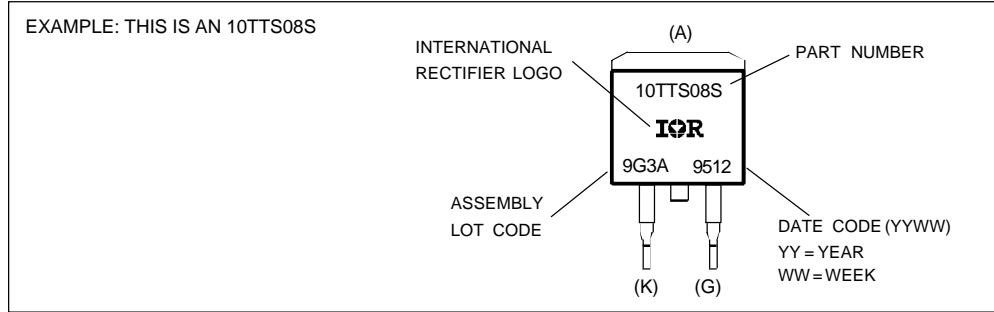 EXAMPLE: THIS IS AN 10TTS08S
(A)
INTERNATIONAL
RECTIFIER LOGO
PART NUMBER
10TTS08S
IOR
9G3A 9512
ASSEMBLY
LOT CODE
DATE CODE (YYWW)
YY = YEAR
WW = WEEK
(K) (G)